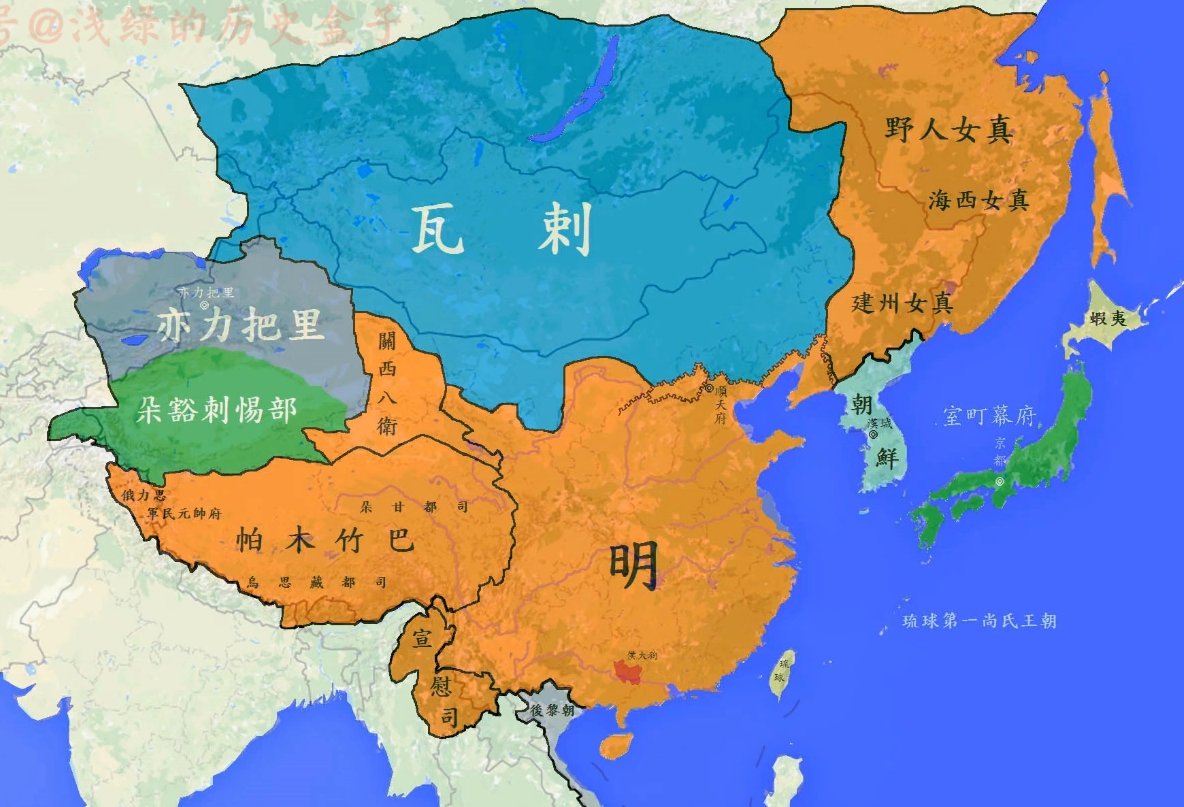 号@浅绿的历史盒子
野人女真
海西女真
建州女真
瓦剌
亦力把里
亦力把里
關西八衛
順天府
朵豁剌惕部
朝鮮
漢城
蝦夷
室町幕府
京都
俄力思
軍民元帥府
朵甘都司
帕木竹巴
烏思藏都司
明
宣慰司
後黎朝
琉球
琉球第一尚氏王朝